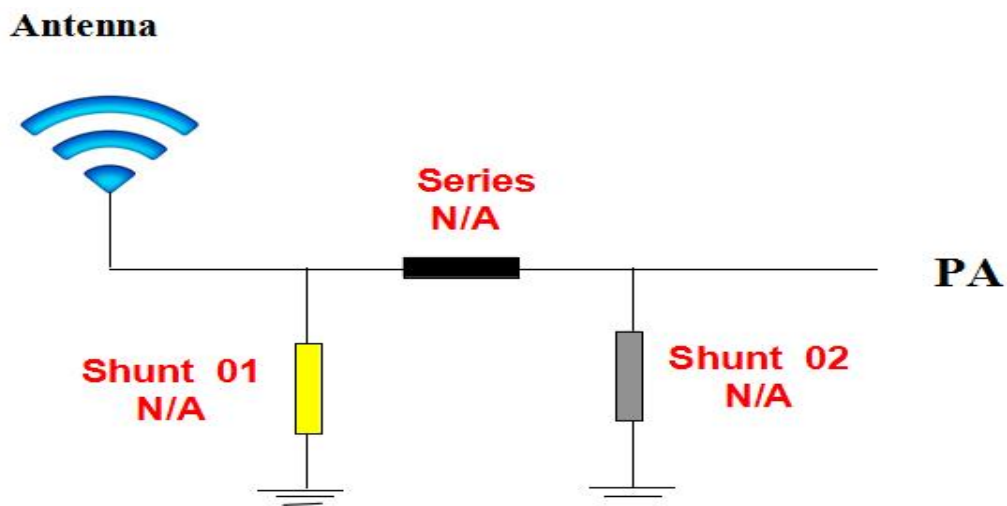 Antenna
Series
N/A
PA
Shunt 01
N/A
Shunt 02
N/A